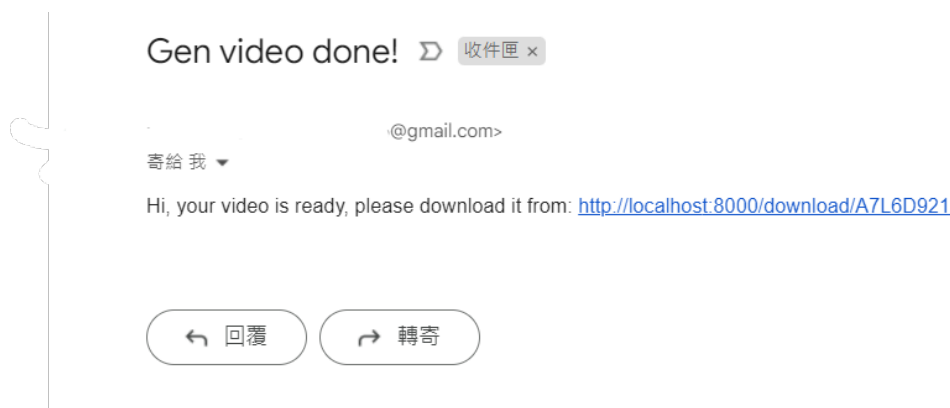 Gen video done! 收件匣 ×
@gmail.com>
寄給 我
Hi, your video is ready, please download it from: http://localhost:8000/download/A7L6D921
回覆 轉寄